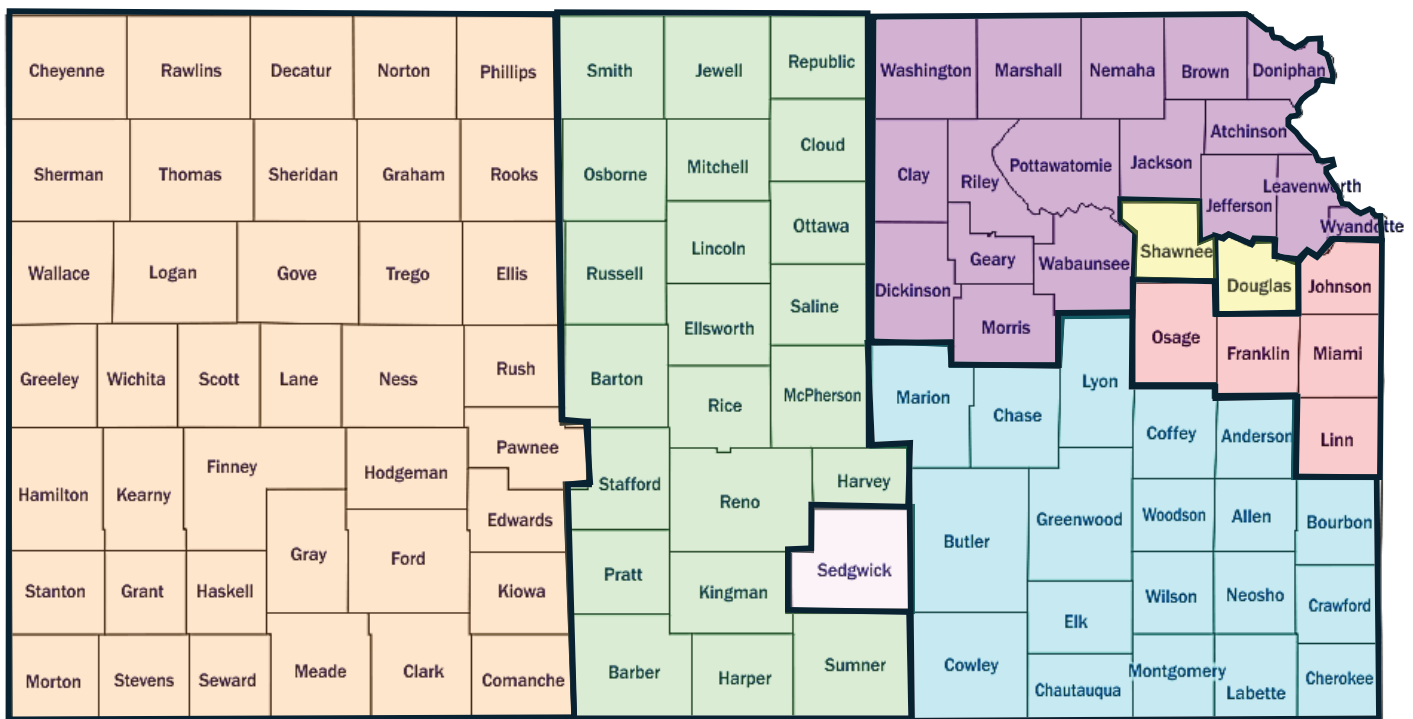 Cheyenne
Rawlins
Decatur
Norton
Phillips
Smith
Jewell
Republic
Washington
Marshall
Nemaha
Brown
Doniphan
Sherman
Thomas
Sheridan
Graham
Rooks
Osborne
Mitchell
Cloud
Clay
Riley
Pottawatomie
Jackson
Atchinson
Jefferson
Leavenworth
Wyandotte
Wallace
Logan
Gove
Trego
Ellis
Russell
Lincoln
Ottawa
Dickinson
Geary
Wabaunsee
Shawnee
Douglas
Johnson
Ellsworth
Saline
Morris
Osage
Franklin
Miami
Greeley
Wichita
Scott
Lane
Ness
Rush
Barton
Rice
McPherson
Marion
Chase
Lyon
Coffey
Anderson
Linn
Hamilton
Kearny
Finney
Hodgeman
Pawnee
Edwards
Stafford
Reno
Harvey
Butler
Greenwood
Woodson
Allen
Bourbon
Gray
Ford
Stanton
Grant
Haskell
Kiowa
Pratt
Kingman
Sedgwick
Elk
Wilson
Neosho
Crawford
Morton
Stevens
Seward
Meade
Clark
Comanche
Barber
Harper
Sumner
Cowley
Chautauqua
Montgomery
Labette
Cherokee